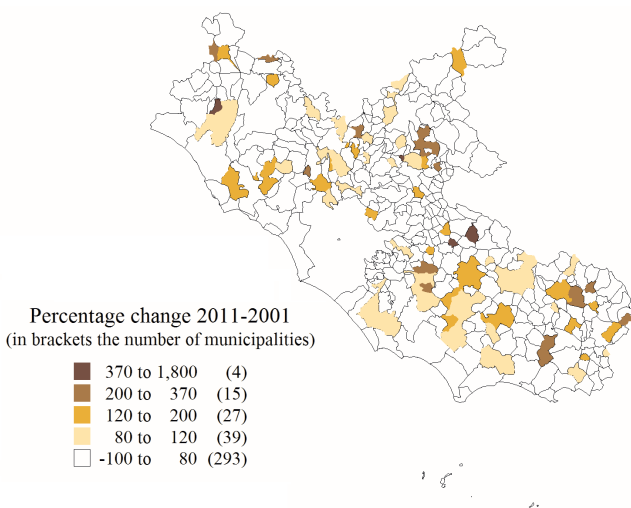 Percentage change 2011-2001
(in brackets the number of municipalities)
370 to 1,800 (4)
200 to 370 (15)
120 to 200 (27)
80 to 120 (39)
-100 to 80 (293)